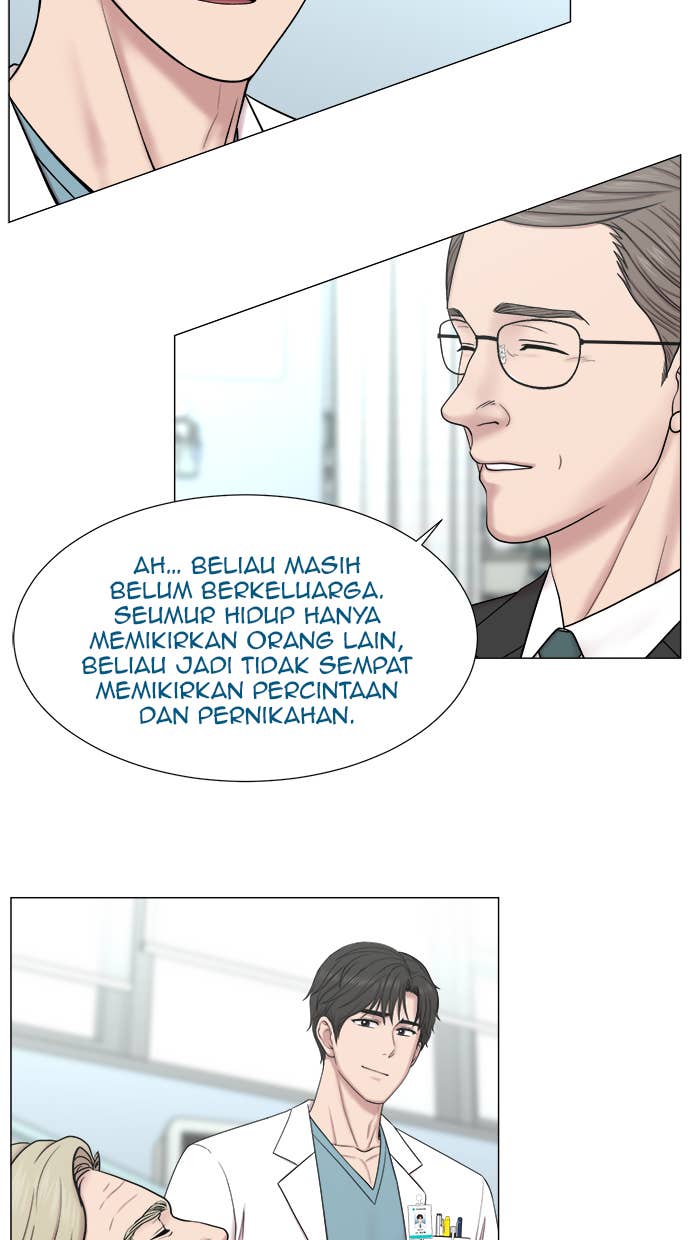 AH... BELIAU MASIH
BELUM BERKELUARGA.
SEUMUR HIDUP HANYA
MEMIKIRKAN ORANG LAIN,
BELIAU JADI TIDAK SEMPAT
MEMIKIRKAN PERCINTAAN
DAN PERNIKAHAN.